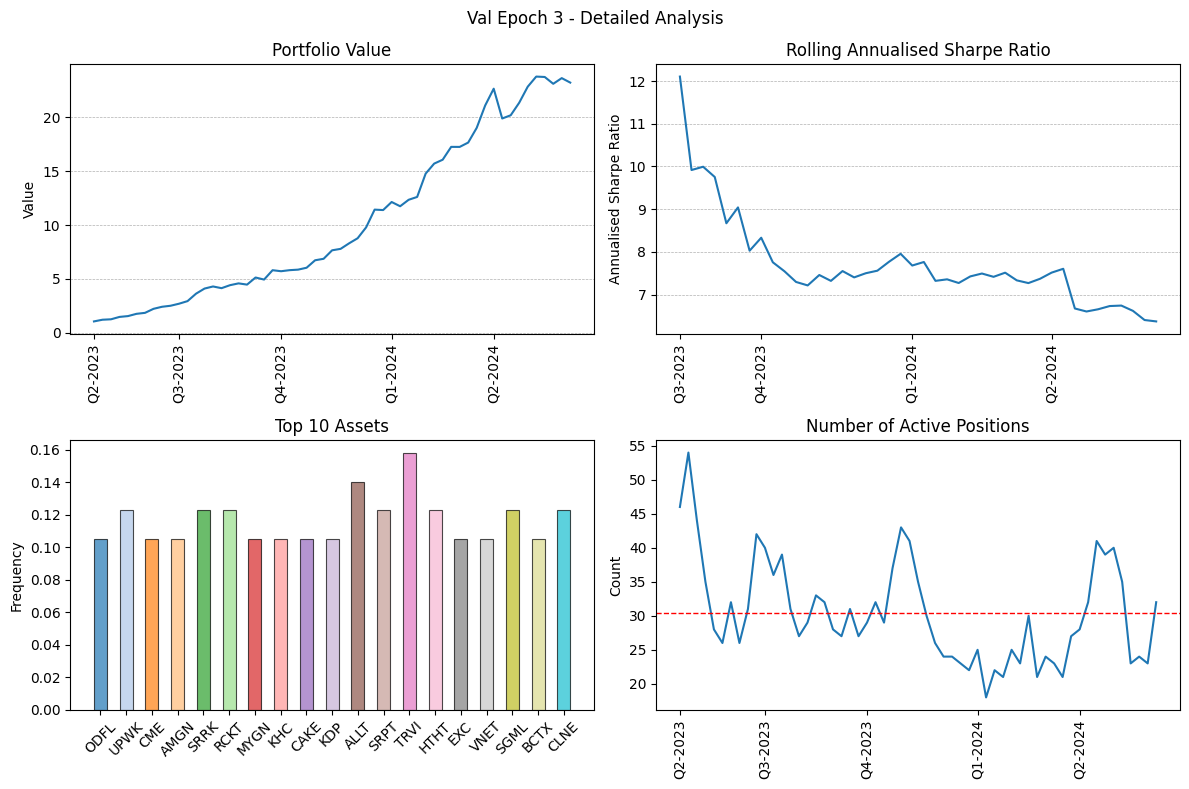 Val Epoch 3 - Detailed Analysis
Portfolio Value
Value
20
15
10
5
0
Q2-2023
Q3-2023
Q4-2023
Q1-2024
Q2-2024
Rolling Annualised Sharpe Ratio
Annualised Sharpe Ratio
12
11
10
9
8
7
Q3-2023
Q4-2023
Q1-2024
Q2-2024
Top 10 Assets
Frequency
0.16
0.14
0.12
0.10
0.08
0.06
0.04
0.02
0.00
ODFL
UPWK
CME
AMGN
SRRK
RCKT
MYGN
KHC
CAKE
KDP
ALLT
SRPT
TRVI
HTHT
EXC
VNET
SGML
BCTX
CLNE
Number of Active Positions
Count
55
50
45
40
35
30
25
20
Q2-2023
Q3-2023
Q4-2023
Q1-2024
Q2-2024